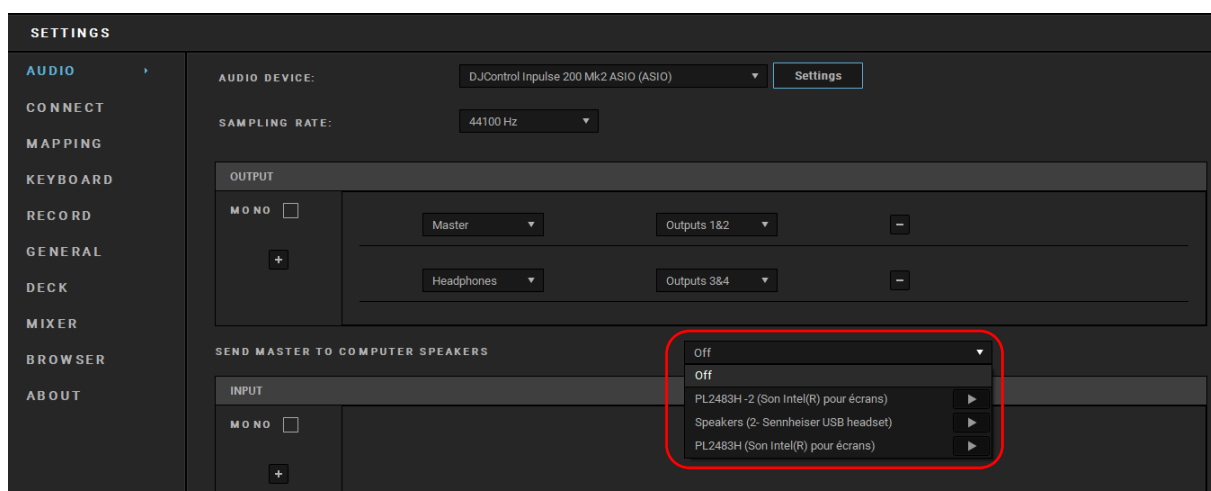 SETTINGS
AUDIO
CONNECT
MAPPING
KEYBOARD
RECORD
GENERAL
DECK
MIXER
BROWSER
ABOUT
AUDIO DEVICE: DJControl Inpulse 200 Mk2 ASIO (ASIO) Settings
SAMPLING RATE: 44100 Hz
OUTPUT
MONO
+
Master Outputs 1&2 −
Headphones Outputs 3&4 −
SEND MASTER TO COMPUTER SPEAKERS Off
Off
PL2483H -2 (Son Intel(R) pour écrans)
Speakers (2- Sennheiser USB headset)
PL2483H (Son Intel(R) pour écrans)
INPUT
MONO
+